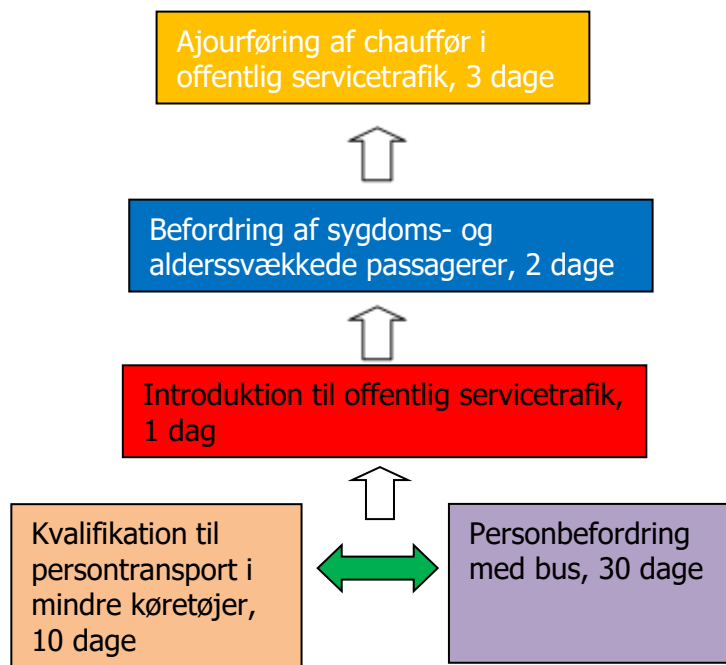 Ajourføring af chauffør i
offentlig servicetrafik, 3 dage
Befordring af sygdoms- og
alderssvækkede passagerer, 2 dage
Introduktion til offentlig servicetrafik,
1 dag
Kvalifikation til
persontransport i
mindre køretøjer,
10 dage
Personbefordring
med bus, 30 dage